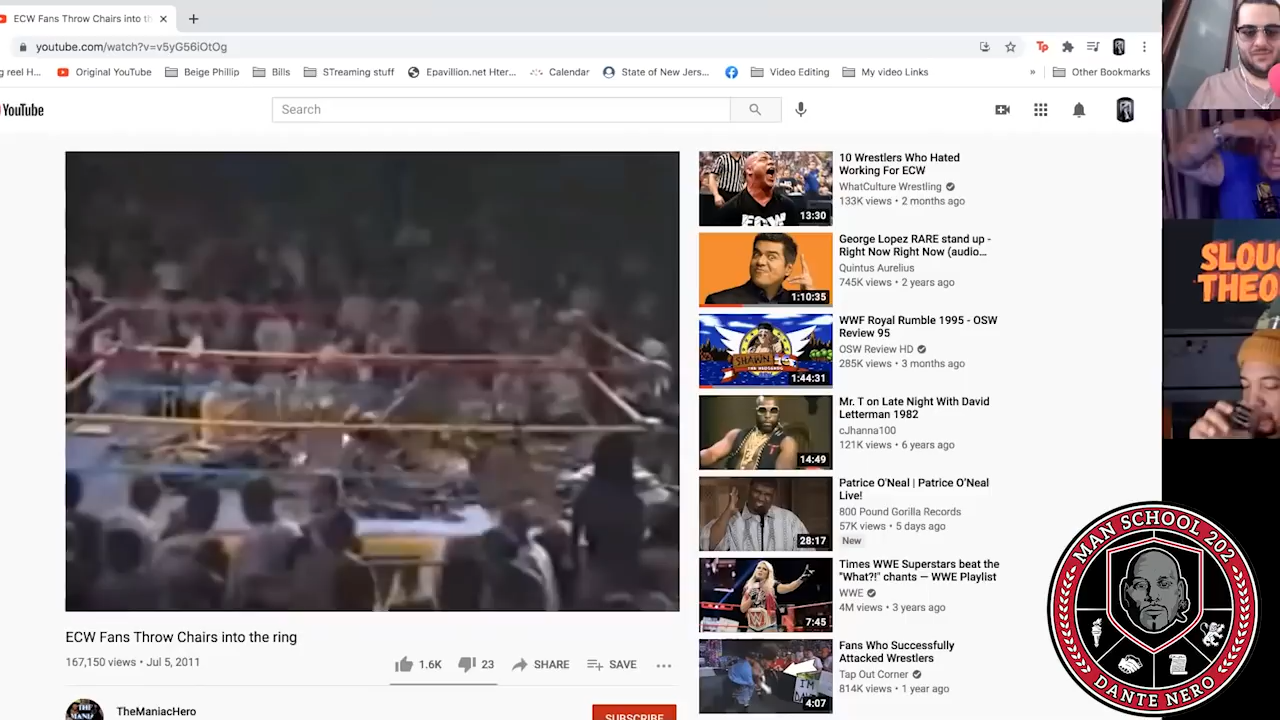 ECW Fans Throw Chairs into th
youtube.com/watch?v=v5yG56iOtOg
Tp
g reel H...
Original YouTube
Beige Phillip
Bills
STreaming stuff
Epavillion.net Hter...
Calendar
State of New Jers...
Video Editing
My video Links
»
Other Bookmarks
YouTube
Search
10 Wrestlers Who Hated
Working For ECW
WhatCulture Wrestling
133K views • 2 months ago
ECW
13:30
George Lopez RARE stand up -
Right Now Right Now (audio...
Quintus Aurelius
745K views • 2 years ago
1:10:35
WWF Royal Rumble 1995 - OSW
Review 95
OSW Review HD
285K views • 3 months ago
SHAWN
THE HEDGEHOG
1:44:31
Mr. T on Late Night With David
Letterman 1982
cJhanna100
121K views • 6 years ago
14:49
Patrice O'Neal | Patrice O'Neal
Live!
800 Pound Gorilla Records
57K views • 5 days ago
New
28:17
Times WWE Superstars beat the
"What?!" chants — WWE Playlist
WWE
4M views • 3 years ago
7:45
Fans Who Successfully
Attacked Wrestlers
Tap Out Corner
814K views • 1 year ago
I'M
4:07
ECW Fans Throw Chairs into the ring
167,150 views • Jul 5, 2011
1.6K
23
SHARE
SAVE
TheManiacHero
SUBSCRIBE
SLOU
THEO
MAN SCHOOL 202
DANTE NERO